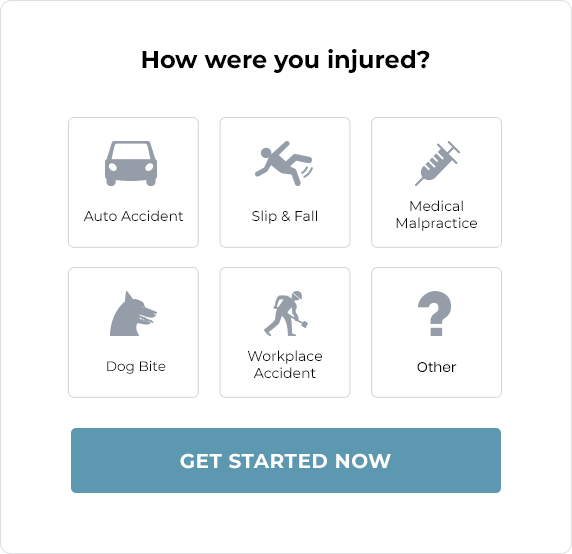 How were you injured?
Auto Accident
Slip & Fall
Medical
Malpractice
Dog Bite
Workplace
Accident
Other
GET STARTED NOW